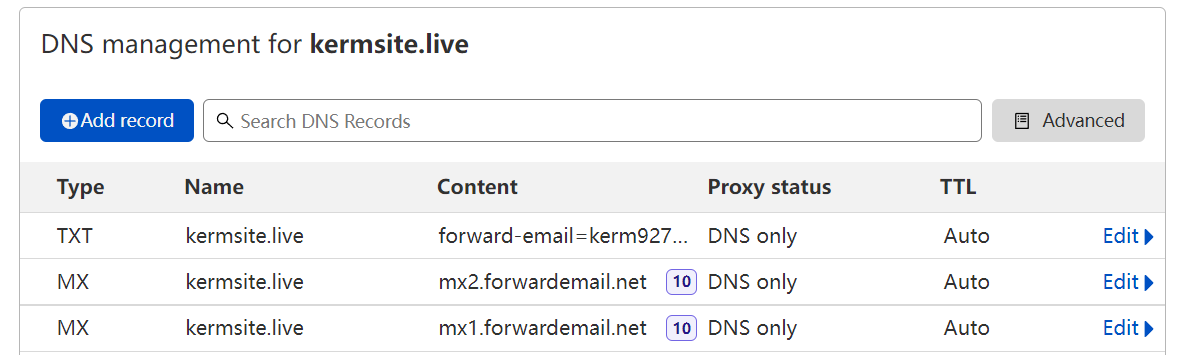 DNS management for kermsite.live
Add record Search DNS Records Advanced
Type Name Content Proxy status TTL
TXT kermsite.live forward-email=kerm927... DNS only Auto Edit
MX kermsite.live mx2.forwardemail.net 10 DNS only Auto Edit
MX kermsite.live mx1.forwardemail.net 10 DNS only Auto Edit